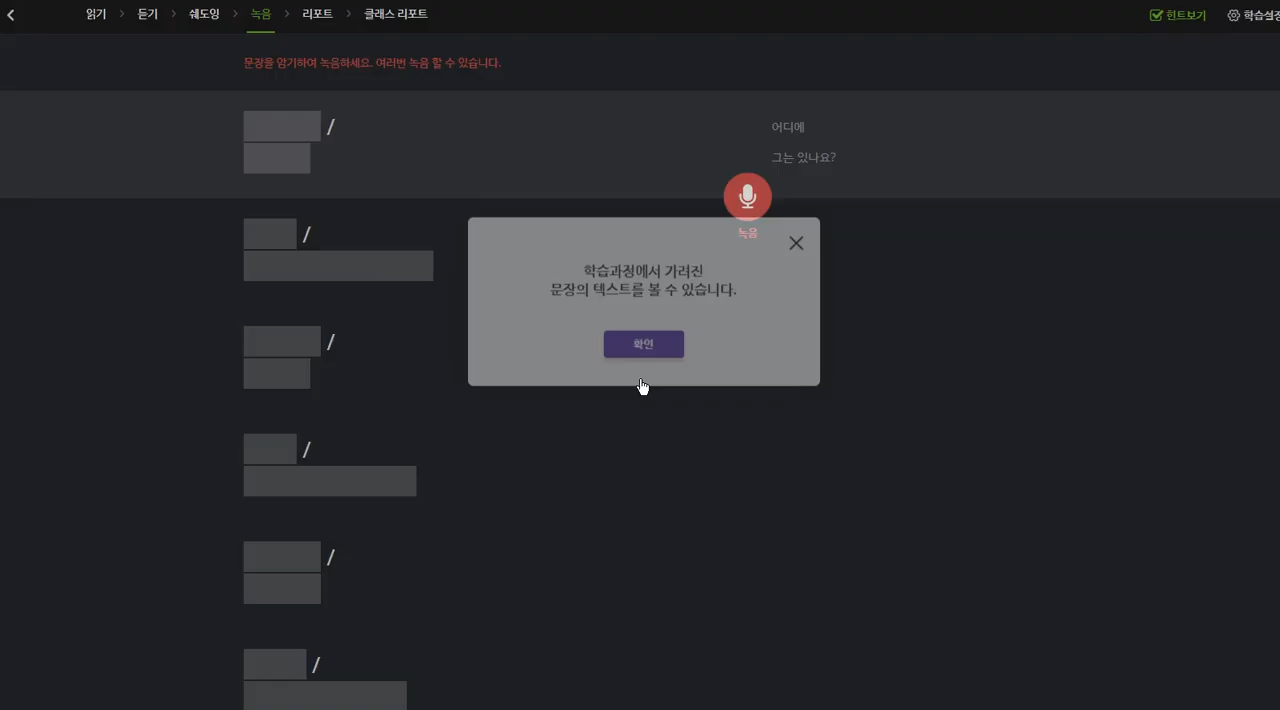 읽기 > 듣기 > 쉐도잉 > 녹음 > 리포트 > 클래스 리포트
힌트보기
학습설정
문장을 암기하여 녹음하세요. 여러번 녹음 할 수 있습니다.
/
어디에
그는 있나요?
녹음
/
학습과정에서 가려진
문장의 텍스트를 볼 수 있습니다.
확인
/
/
/
/